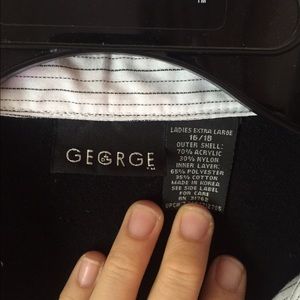 TM
GEORGE
LADIES EXTRA LARGE
16/18
OUTER SHELL:
70% ACRYLIC
30% NYLON
INNER LAYER:
65% POLYESTER
35% COTTON
MADE IN KOREA
SEE SIDE LABEL
FOR CARE